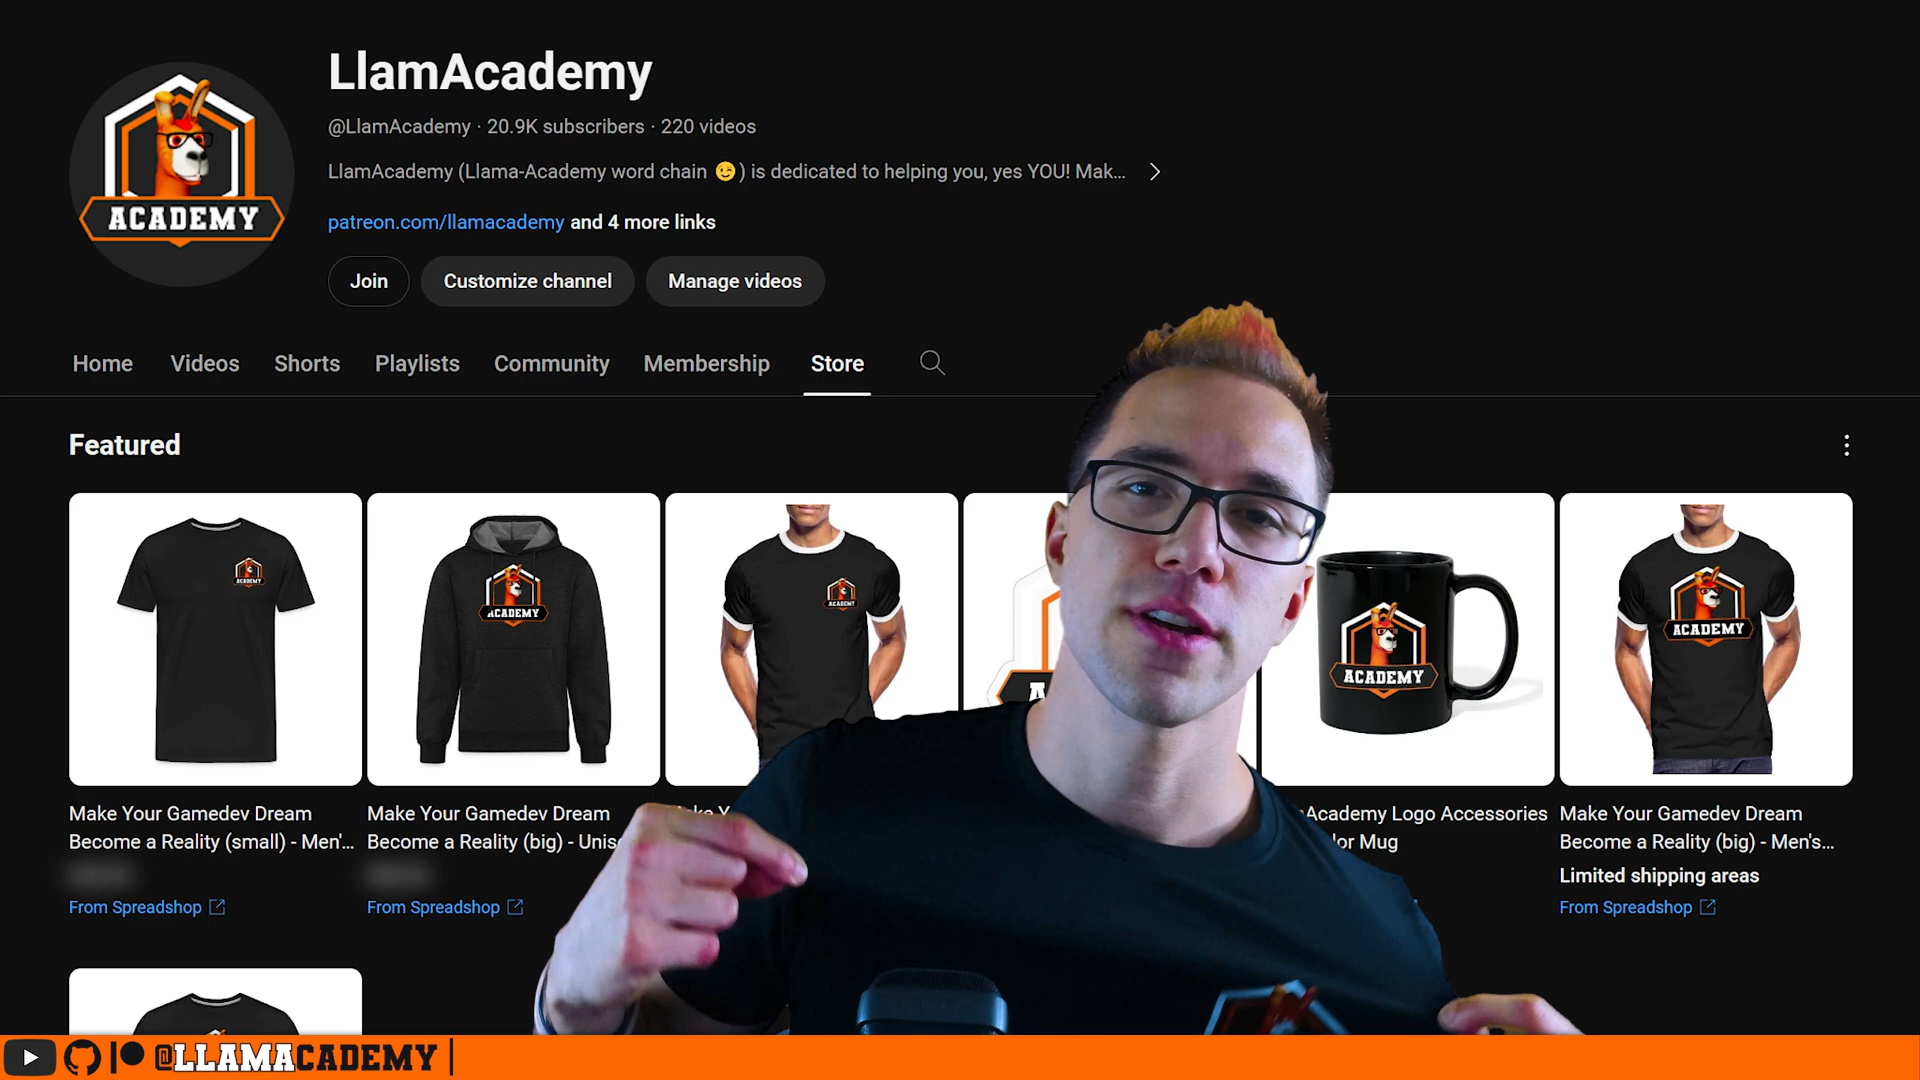 LlamAcademy
@LlamAcademy · 20.9K subscribers · 220 videos
LlamAcademy (Llama-Academy word chain 😉) is dedicated to helping you, yes YOU! Mak...
patreon.com/llamacademy and 4 more links
Join
Customize channel
Manage videos
Home
Videos
Shorts
Playlists
Community
Membership
Store
ACADEMY
Featured
ACADEMY
ACADEMY
ACADEMY
ACADEMY
ACADEMY
Make Your Gamedev Dream
Become a Reality (small) - Men'...
From Spreadshop
Make Your Gamedev Dream
Become a Reality (big) - Unis
From Spreadshop
Academy Logo Accessories
Mug
Make Your Gamedev Dream
Become a Reality (big) - Men's...
Limited shipping areas
From Spreadshop
@LLAMACADEMY